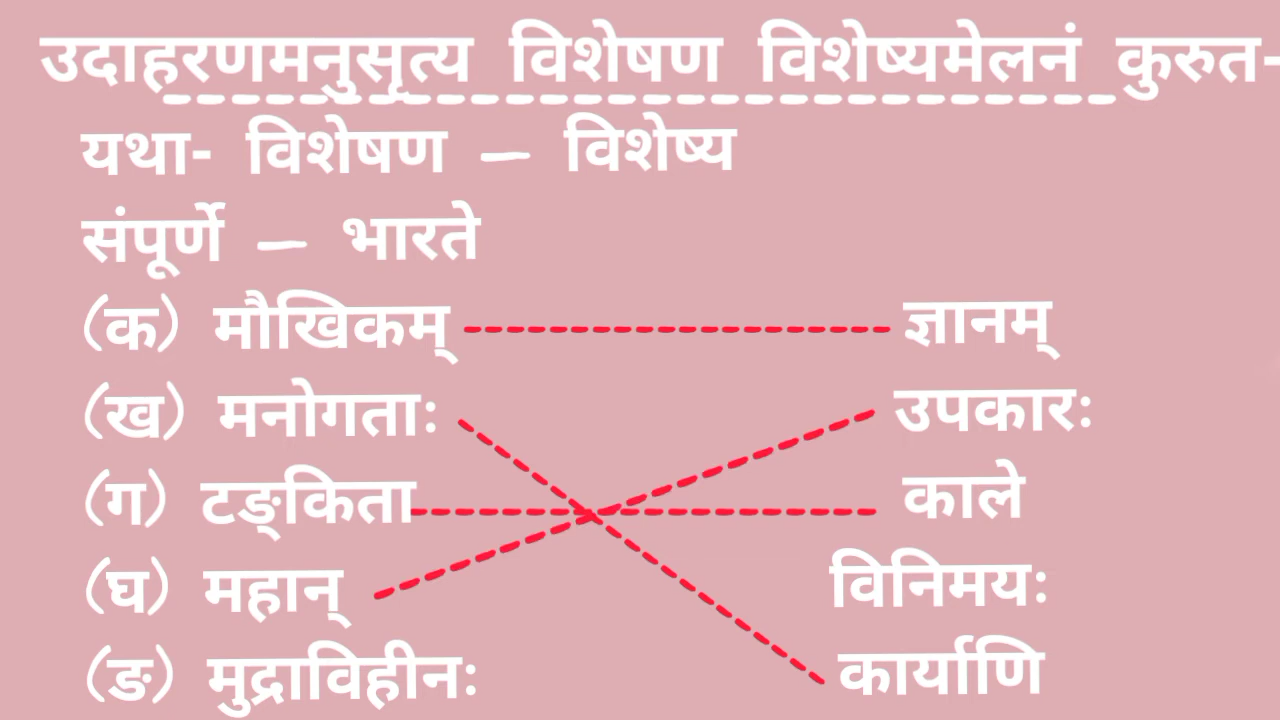 उदाहरणमनुसृत्य विशेषण विशेष्यमेलनं कुरुत-
यथा- विशेषण – विशेष्य
संपूर्णे – भारते
(क) मौखिकम् ज्ञानम्
(ख) मनोगताः उपकारः
(ग) टङ्किता काले
(घ) महान् विनिमयः
(ङ) मुद्राविहीनः कार्याणि